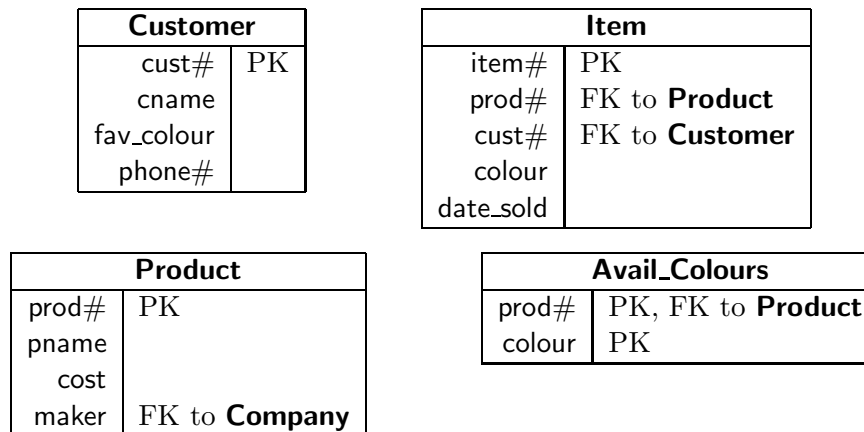 Customer
cust# PK
cname
fav_colour
phone#
Item
item# PK
prod# FK to Product
cust# FK to Customer
colour
date_sold
Product
prod# PK
pname
cost
maker FK to Company
Avail_Colours
prod# PK, FK to Product
colour PK